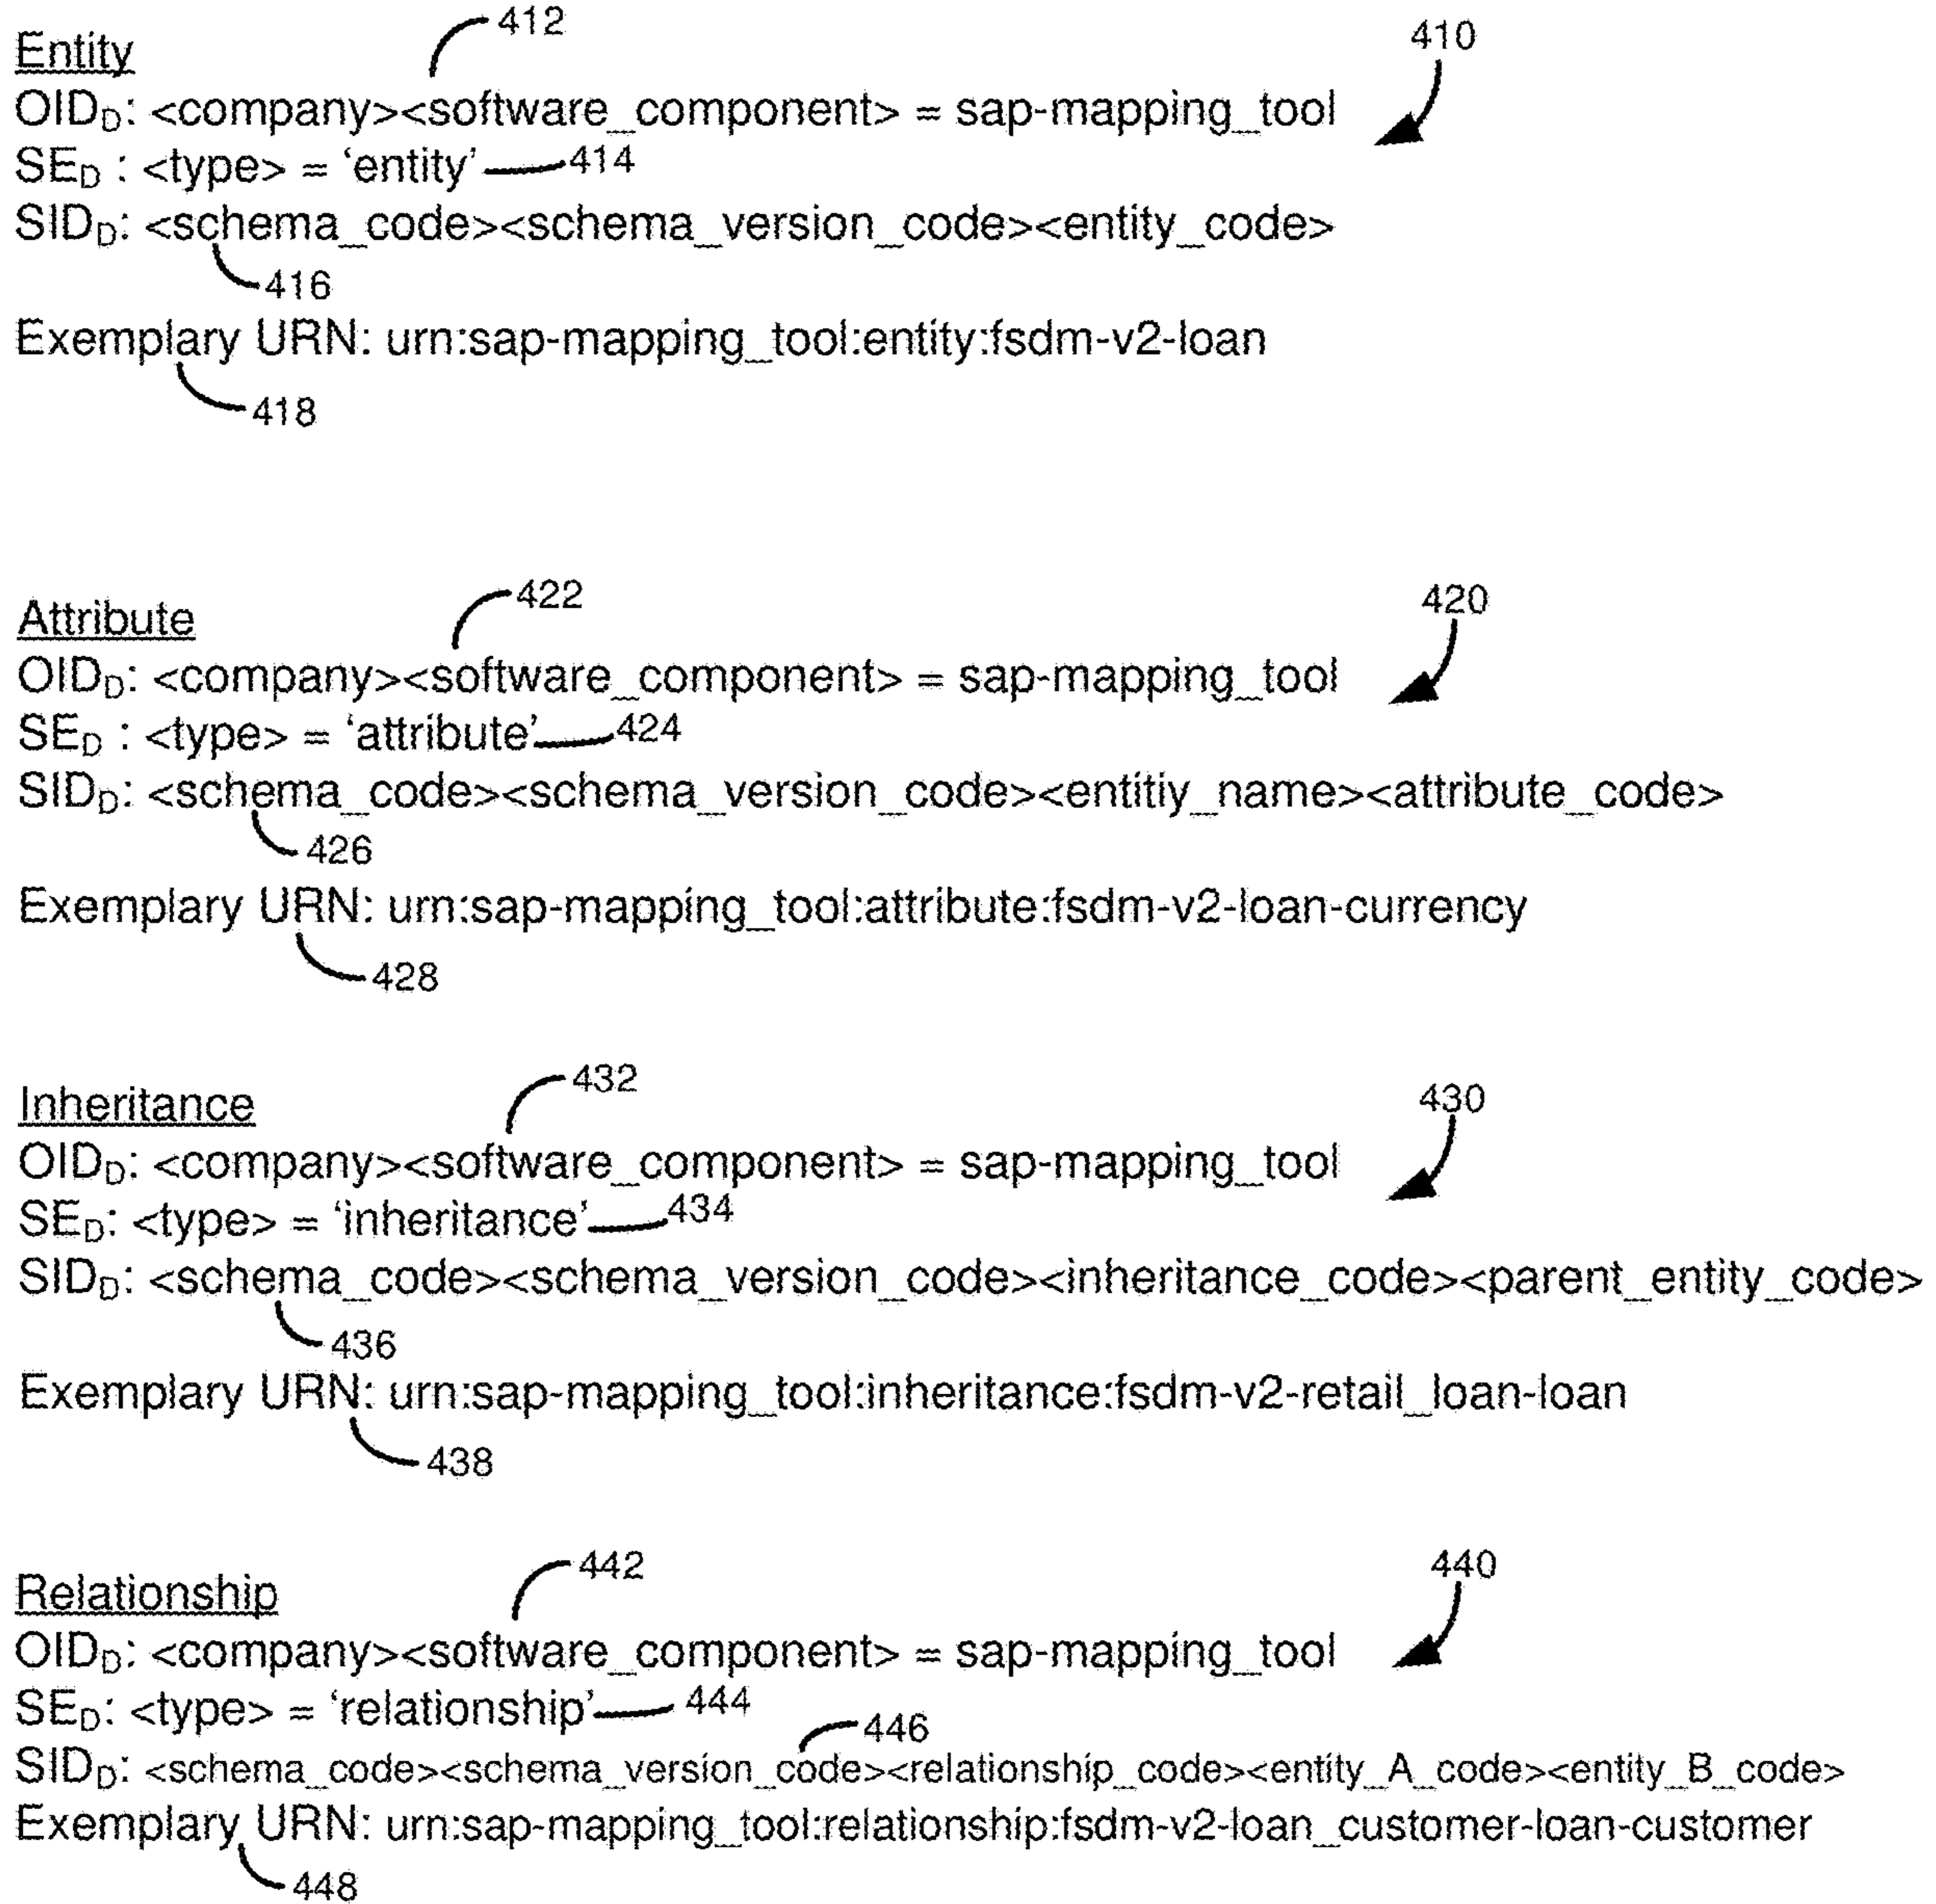 412
410
Entity
OIDD: <company><software_component> = sap-mapping_tool
SED : <type> = ‘entity’ 414
SIDD: <schema_code><schema_version_code><entity_code>
416
Exemplary URN: urn:sap-mapping_tool:entity:fsdm-v2-loan
418
422
420
Attribute
OIDD: <company><software_component> = sap-mapping_tool
SED : <type> = ‘attribute’ 424
SIDD: <schema_code><schema_version_code><entitiy_name><attribute_code>
426
Exemplary URN: urn:sap-mapping_tool:attribute:fsdm-v2-loan-currency
428
432
430
Inheritance
OIDD: <company><software_component> = sap-mapping_tool
SED: <type> = ‘inheritance’ 434
SIDD: <schema_code><schema_version_code><inheritance_code><parent_entity_code>
436
Exemplary URN: urn:sap-mapping_tool:inheritance:fsdm-v2-retail_loan-loan
438
442
440
Relationship
OIDD: <company><software_component> = sap-mapping_tool
SED: <type> = ‘relationship’ 444
446
SIDD: <schema_code><schema_version_code><relationship_code><entity_A_code><entity_B_code>
Exemplary URN: urn:sap-mapping_tool:relationship:fsdm-v2-loan_customer-loan-customer
448